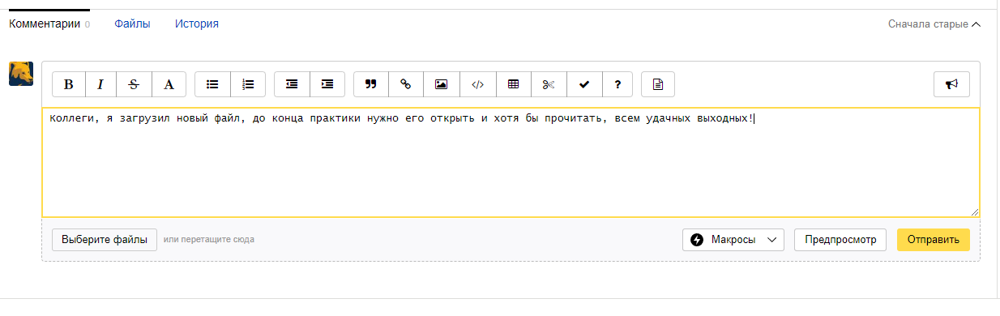 Комментарии 0 Файлы История Сначала старые
B I S A </> ?
Коллеги, я загрузил новый файл, до конца практики нужно его открыть и хотя бы прочитать, всем удачных выходных!
Выберите файлы или перетащите сюда Макросы Предпросмотр Отправить